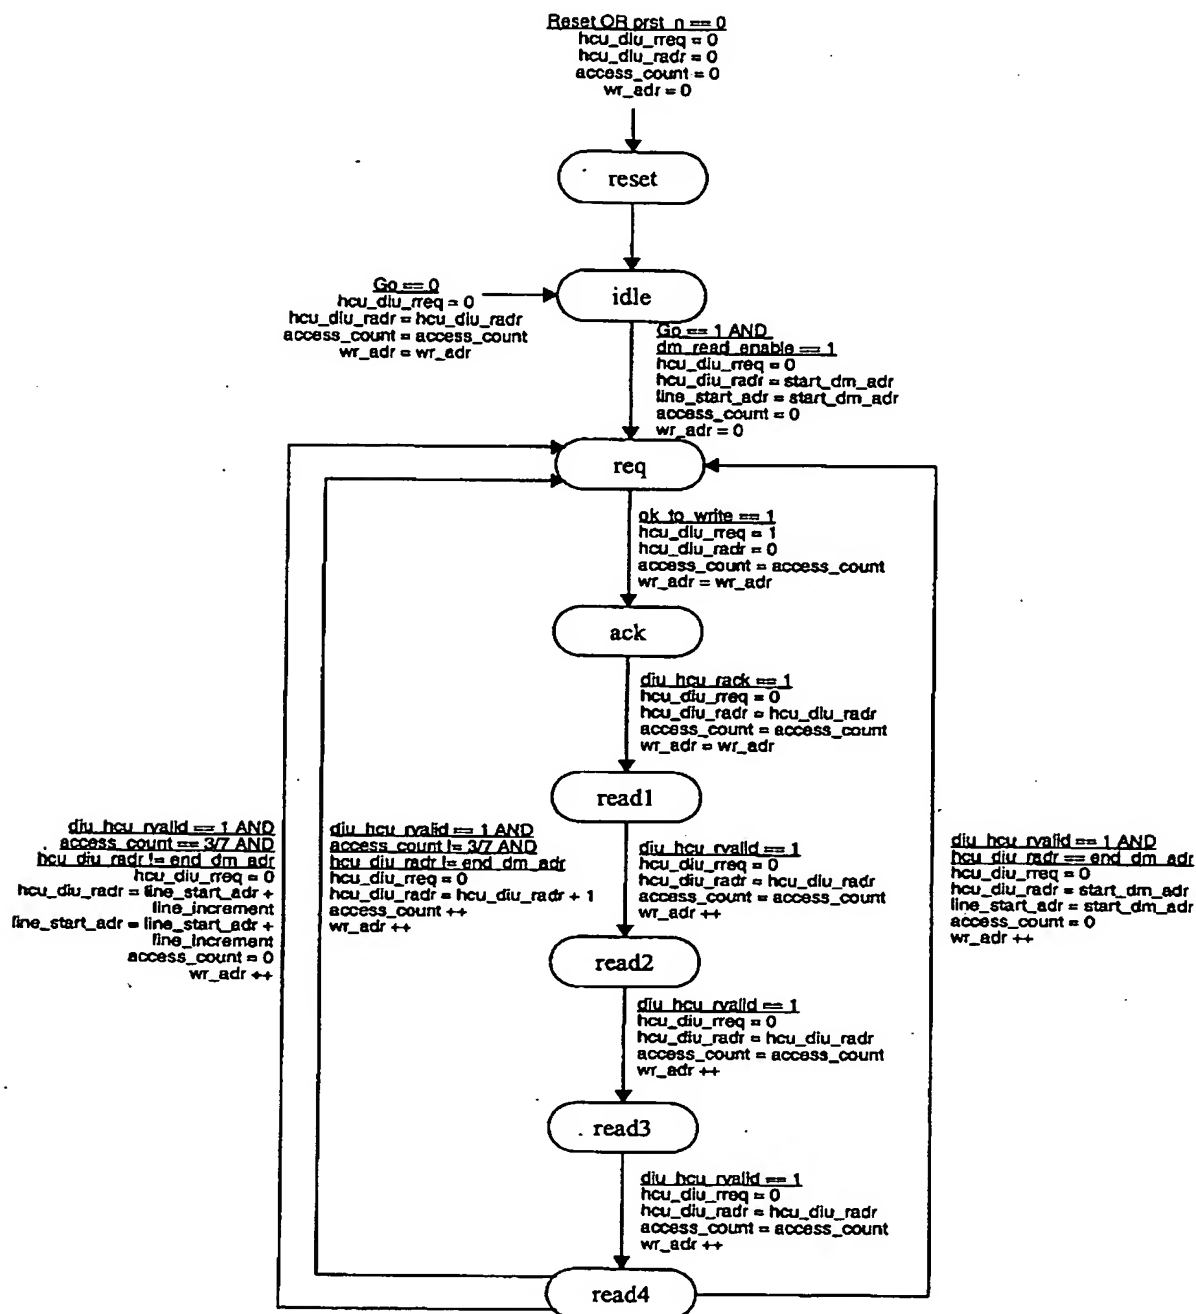 Reset OR prst_n == 0
hcu_diu_rreq = 0
hcu_diu_radr = 0
access_count = 0
wr_adr = 0
reset
Go == 0
hcu_diu_rreq = 0
hcu_diu_radr = hcu_diu_radr
access_count = access_count
wr_adr = wr_adr
idle
Go == 1 AND
dm_read_enable == 1
hcu_diu_rreq = 0
hcu_diu_radr = start_dm_adr
line_start_adr = start_dm_adr
access_count = 0
wr_adr = 0
req
ok_to_write == 1
hcu_diu_rreq = 1
hcu_diu_radr = 0
access_count = access_count
wr_adr = wr_adr
ack
diu_hcu_rack == 1
hcu_diu_rreq = 0
hcu_diu_radr = hcu_diu_radr
access_count = access_count
wr_adr = wr_adr
read1
diu_hcu_rvalid == 1 AND
access_count == 3/7 AND
hcu_diu_radr != end_dm_adr
hcu_diu_rreq = 0
hcu_diu_radr = line_start_adr +
line_increment
line_start_adr = line_start_adr +
line_increment
access_count = 0
wr_adr ++
diu_hcu_rvalid == 1 AND
access_count != 3/7 AND
hcu_diu_radr != end_dm_adr
hcu_diu_rreq = 0
hcu_diu_radr = hcu_diu_radr + 1
access_count ++
wr_adr ++
diu_hcu_rvalid == 1
hcu_diu_rreq = 0
hcu_diu_radr = hcu_diu_radr
access_count = access_count
wr_adr ++
diu_hcu_rvalid == 1 AND
hcu_diu_radr == end_dm_adr
hcu_diu_rreq = 0
hcu_diu_radr = start_dm_adr
line_start_adr = start_dm_adr
access_count = 0
wr_adr ++
read2
diu_hcu_rvalid == 1
hcu_diu_rreq = 0
hcu_diu_radr = hcu_diu_radr
access_count = access_count
wr_adr ++
read3
diu_hcu_rvalid == 1
hcu_diu_rreq = 0
hcu_diu_radr = hcu_diu_radr
access_count = access_count
wr_adr ++
read4